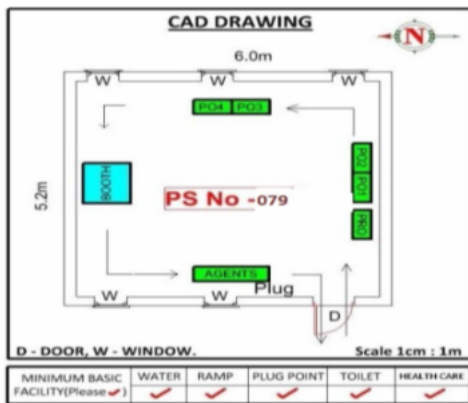 CAD DRAWING
N
6.0m
W W W
PO4 PO3
5.2m
BOOTH
PO2
PO1
PRO
PS No -079
AGENTS
Plug
W W
D
D - DOOR, W - WINDOW.
Scale 1cm : 1m
MINIMUM BASIC FACILITY(Please ✓)
WATER
RAMP
PLUG POINT
TOILET
HEALTH CARE
✓ ✓ ✓ ✓ ✓